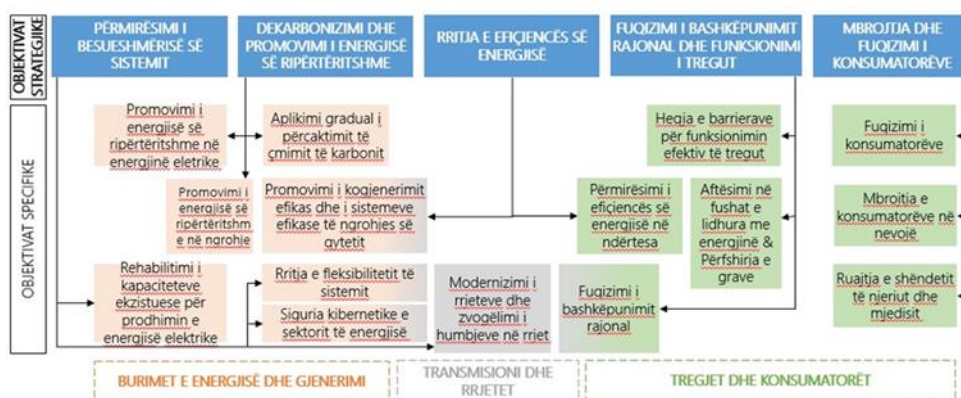 OBJEKTIVAT
STRATEGJIKE
PËRMIRËSIMI I
BESUESHMËRISË SË
SISTEMIT
DEKARBONIZIMI DHE
PROMOVIMI I ENERGJISË
SË RIPËRTËRITSHME
RRITJA E EFIÇIENCËS SË
ENERGJISË
FUQIZIMI I BASHKËPUNIMIT
RAJONAL DHE FUNKSIONIMI
I TREGUT
MBROJTJA DHE
FUQIZIMI I
KONSUMATORËVE
OBJEKTIVAT SPECIFIKE
Promovimi i
energjisë së
ripërtëritshme në
energjinë eletrike
Aplikimi gradual i
përcaktimit të
çmimit të karbonit
Heqja e barrierave
për funksionimin
efektiv të tregut
Fuqizimi i
konsumatorëve
Promovimi i
energjisë së
ripërtëritshm
e në ngrohje
Promovimi i kogjenerimit
efikas dhe i sistemeve
efikase të ngrohjes së
qytetit
Përmirësimi i
efiçiencës së
energjisë në
ndërtesa
Aftësimi në
fushat e
lidhura me
energjinë &
Përfshirja e
grave
Mbrojtja e
konsumatorëve në
nevojë
Rehabilitimi i
kapaciteteve
ekzistuese për
prodhimin e
energjisë elektrike
Rritja e fleksibilitetit të
sistemit
Siguria kibernetike e
sektorit të energjisë
Modernizimi i
rrjeteve dhe
zvogëlimi i
humbjeve në rrjet
Fuqizimi i
bashkëpunimit
rajonal
Ruajtja e shëndetit
të njeriut dhe
mjedisit
BURIMET E ENERGJISË DHE GJENERIMI
TRANSMISIONI DHE
RRJETET
TREGJET DHE KONSUMATORËT